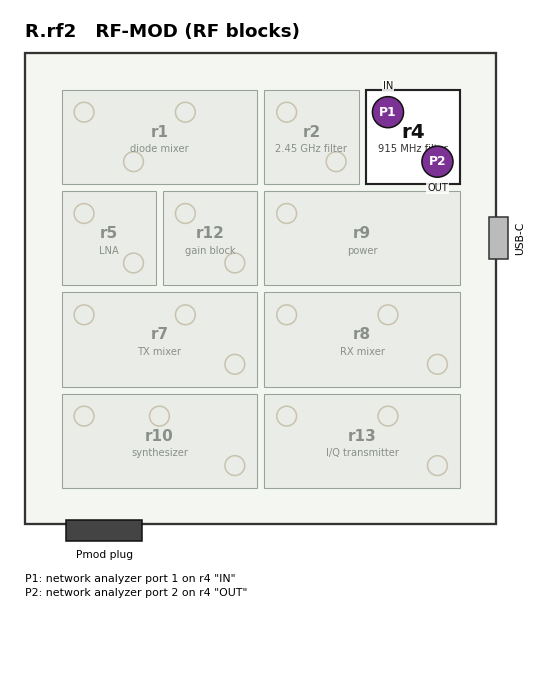 R.rf2 RF-MOD (RF blocks)
IN
P1
r1
diode mixer
r2
2.45 GHz filter
r4
915 MHz filter
P2
OUT
r5
LNA
r12
gain block
r9
power
USB-C
r7
TX mixer
r8
RX mixer
r10
synthesizer
r13
I/Q transmitter
Pmod plug
P1: network analyzer port 1 on r4 "IN"
P2: network analyzer port 2 on r4 "OUT"